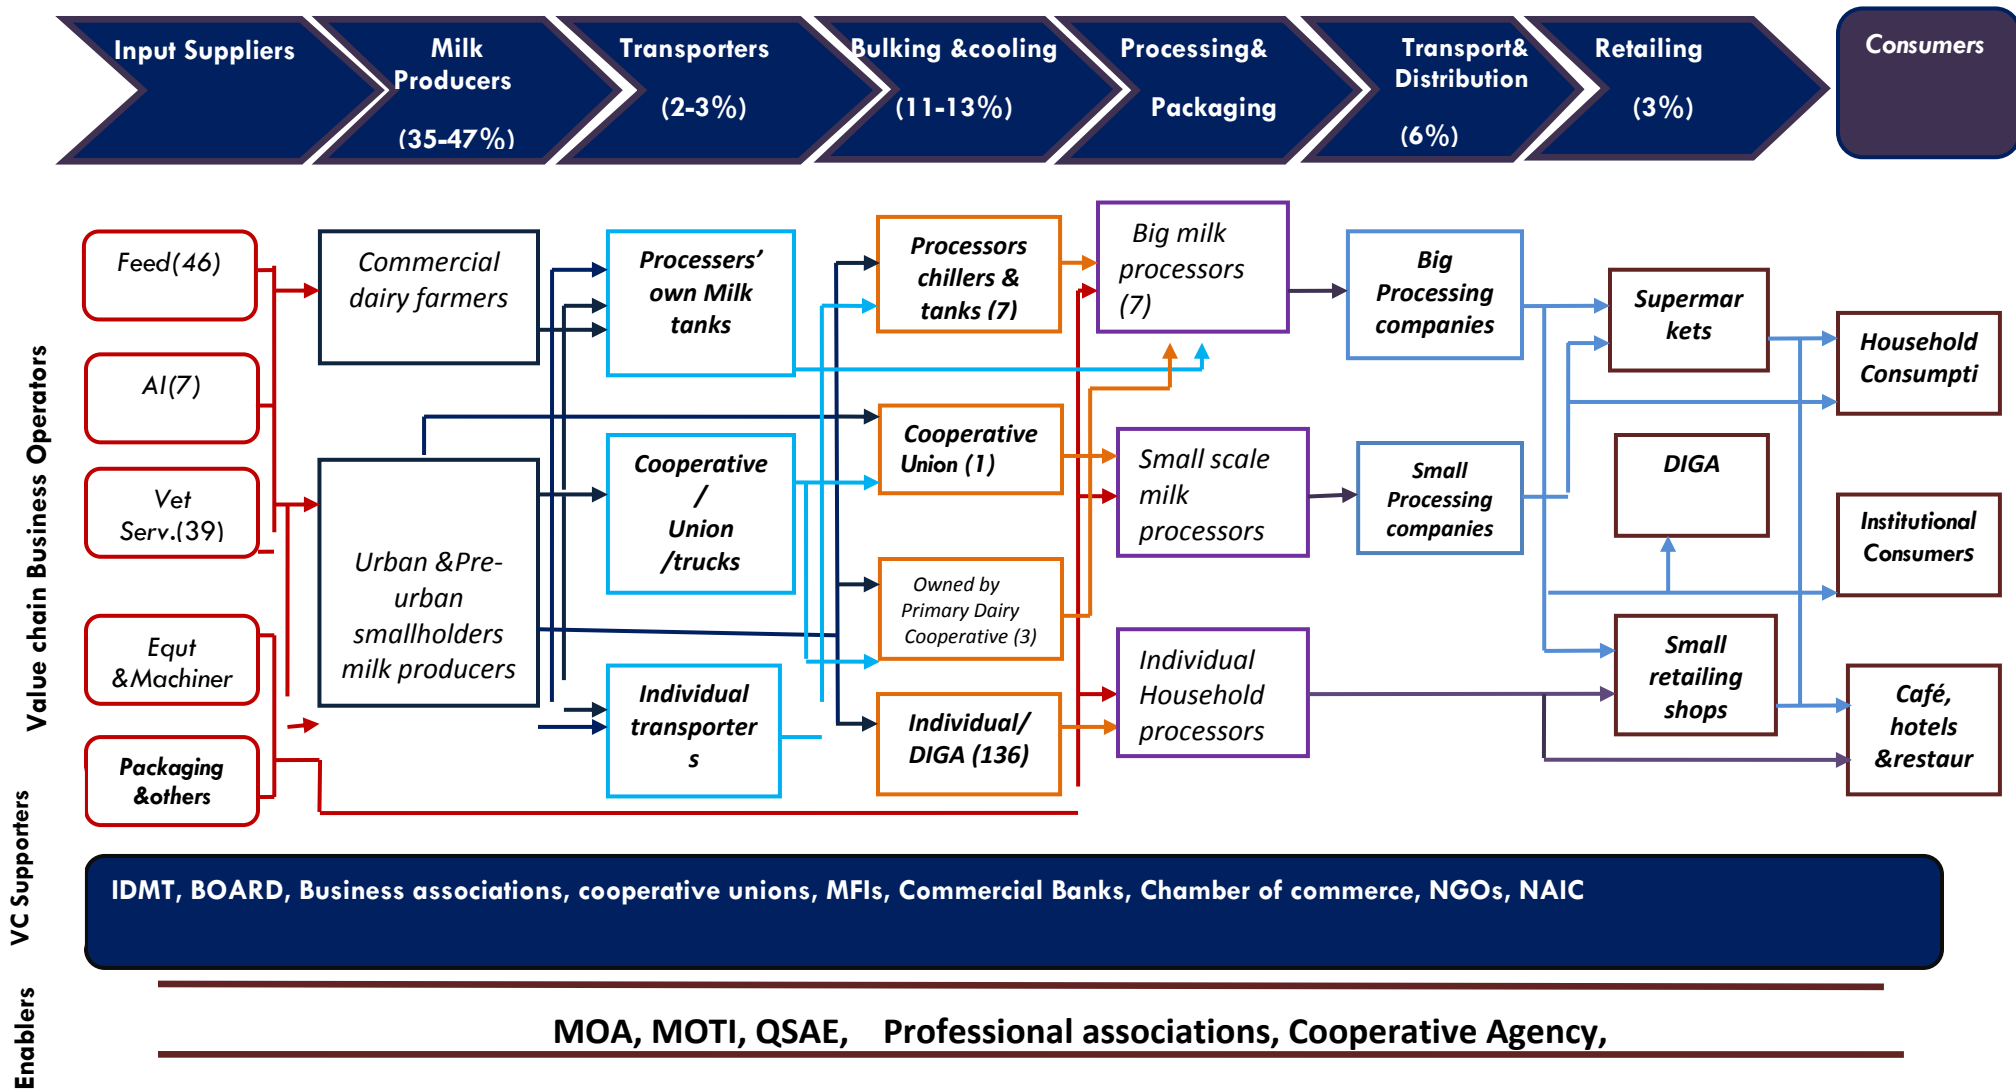 Input Suppliers
Milk
Producers
(35-47%)
Transporters
(2-3%)
Bulking &cooling
(11-13%)
Processing&
Packaging
Transport&
Distribution
(6%)
Retailing
(3%)
Consumers
Value chain Business Operators
Feed(46)
AI(7)
Vet
Serv.(39)
Equt
&Machiner
Packaging
&others
Commercial
dairy farmers
Urban &Pre-
urban
smallholders
milk producers
Processers’
own Milk
tanks
Cooperative
/
Union
/trucks
Individual
transporter
s
Processors
chillers &
tanks (7)
Cooperative
Union (1)
Owned by
Primary Dairy
Cooperative (3)
Individual/
DIGA (136)
Big milk
processors
(7)
Small scale
milk
processors
Individual
Household
processors
Big
Processing
companies
Small
Processing
companies
Supermar
kets
DIGA
Small
retailing
shops
Household
Consumpti
Institutional
Consumers
Café,
hotels
&restaur
VC Supporters
IDMT, BOARD, Business associations, cooperative unions, MFIs, Commercial Banks, Chamber of commerce, NGOs, NAIC
Enablers
MOA, MOTI, QSAE, Professional associations, Cooperative Agency,